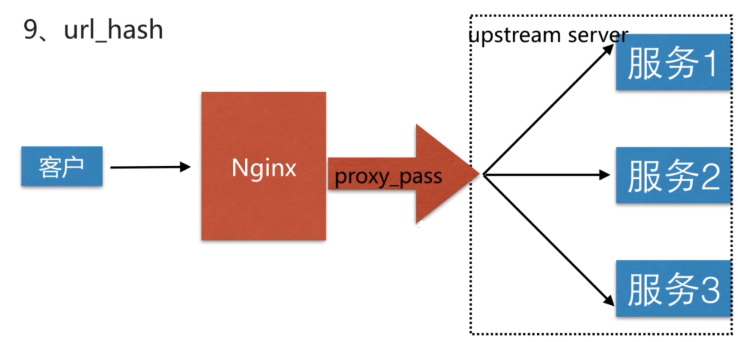 9、url_hash
upstream server
服务1
客户
Nginx
proxy_pass
服务2
服务3